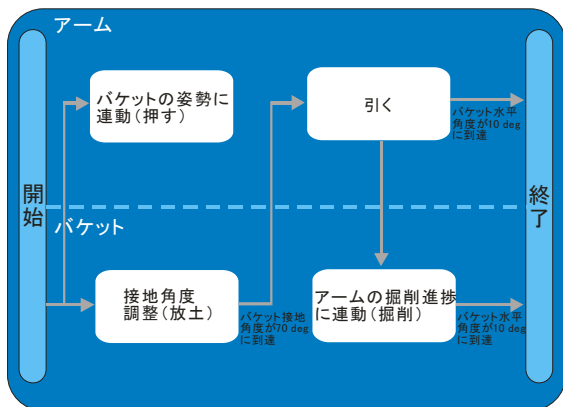 アーム
バケットの姿勢に
連動(押す)
引く
バケット水平
角度が10 deg
に到達
開始
終了
バケット
接地角度
調整(放土)
バケット接地
角度が70 deg
に到達
アームの掘削進捗
に連動(掘削)
バケット水平
角度が10 deg
に到達